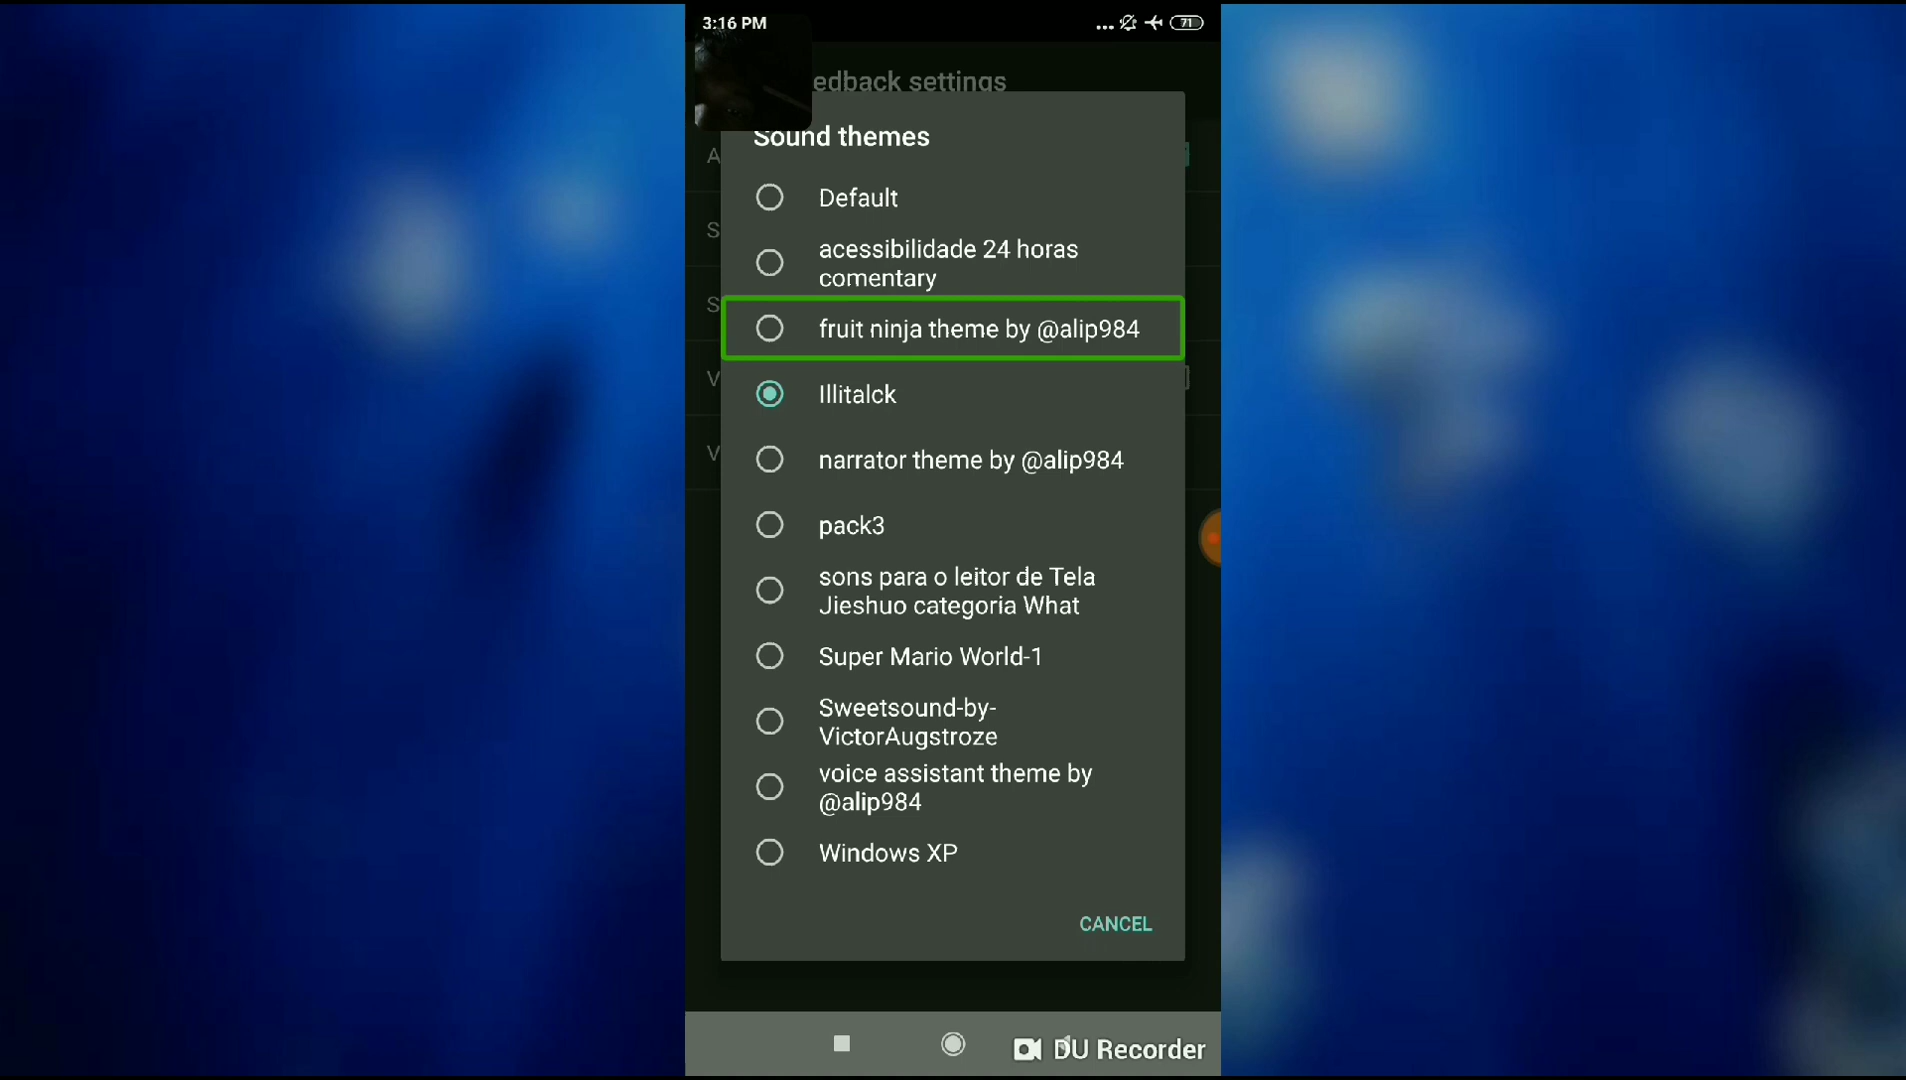 3:16 PM
71
edback settings
Sound themes
A
Default
S
acessibilidade 24 horas
comentary
S
fruit ninja theme by @alip984
V
Illitalck
V
narrator theme by @alip984
pack3
sons para o leitor de Tela
Jieshuo categoria What
Super Mario World-1
Sweetsound-by-
VictorAugstroze
voice assistant theme by
@alip984
Windows XP
CANCEL
DU Recorder